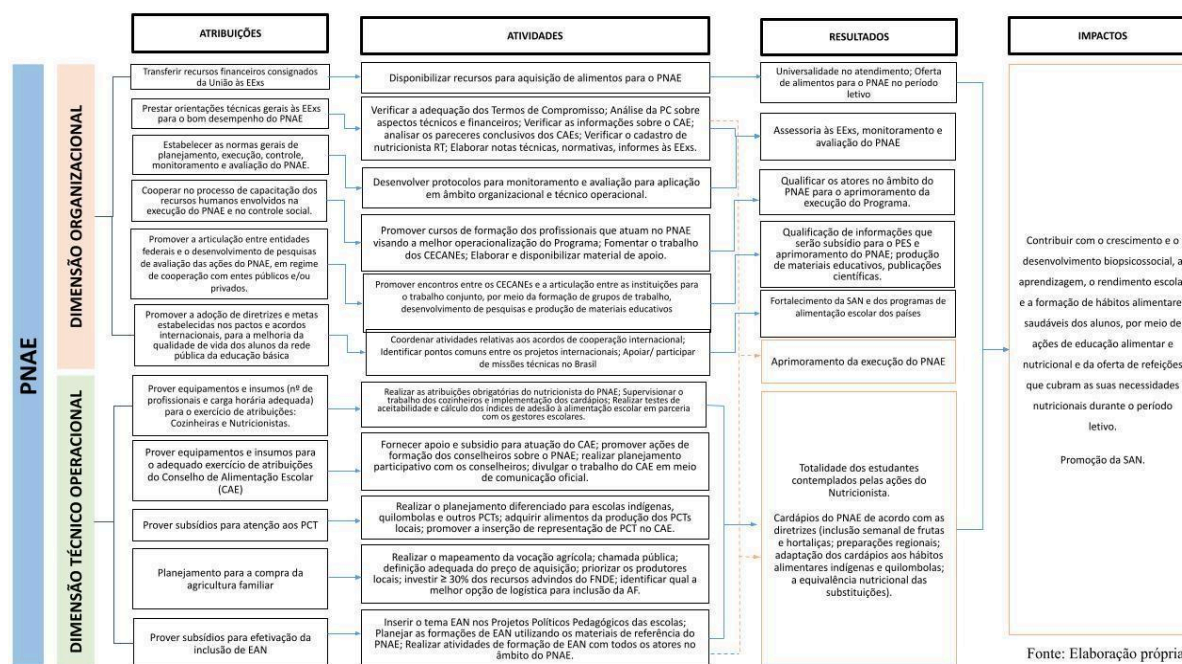 ATRIBUIÇÕES
ATIVIDADES
RESULTADOS
IMPACTOS
PNAE
DIMENSÃO ORGANIZACIONAL
Transferir recursos financeiros consignados
da União às EExs
Prestar orientações técnicas gerais às EExs
para o bom desempenho do PNAE
Estabelecer as normas gerais de
planejamento, execução, controle,
monitoramento e avaliação do PNAE.
Cooperar no processo de capacitação dos
recursos humanos envolvidos na
execução do PNAE e no controle social.
Promover a articulação entre entidades
federais e o desenvolvimento de pesquisas
de avaliação das ações do PNAE, em regime
de cooperação com entes públicos e/ou
privados.
Promover a adoção de diretrizes e metas
estabelecidas nos pactos e acordos
internacionais, para a melhoria da
qualidade de vida dos alunos da rede
pública da educação básica
Disponibilizar recursos para aquisição de alimentos para o PNAE
Verificar a adequação dos Termos de Compromisso; Análise da PC sobre
aspectos técnicos e financeiros; Verificar as informações sobre o CAE;
analisar os pareceres conclusivos dos CAEs; Verificar o cadastro de
nutricionista RT; Elaborar notas técnicas, normativas, informes às EExs.
Desenvolver protocolos para monitoramento e avaliação para aplicação
em âmbito organizacional e técnico operacional.
Promover cursos de formação dos profissionais que atuam no PNAE
visando a melhor operacionalização do Programa; Fomentar o trabalho
dos CECANEs; Elaborar e disponibilizar material de apoio.
Promover encontros entre os CECANEs e a articulação entre as instituições para
o trabalho conjunto, por meio da formação de grupos de trabalho,
desenvolvimento de pesquisas e produção de materiais educativos
Coordenar atividades relativas aos acordos de cooperação internacional;
Identificar pontos comuns entre os projetos internacionais; Apoiar/ participar
de missões técnicas no Brasil
Universalidade no atendimento; Oferta
de alimentos para o PNAE no período
letivo
Assessoria às EExs, monitoramento e
avaliação do PNAE
Qualificar os atores no âmbito do
PNAE para o aprimoramento da
execução do Programa.
Qualificação de informações que
serão subsídio para o PES e
aprimoramento do PNAE; produção
de materiais educativos, publicações
científicas.
Fortalecimento da SAN e dos programas de
alimentação escolar dos países
Aprimoramento da execução do PNAE
DIMENSÃO TÉCNICO OPERACIONAL
Prover equipamentos e insumos (nº de
profissionais e carga horária adequada)
para o exercício de atribuições:
Cozinheiras e Nutricionistas.
Prover equipamentos e insumos para
o adequado exercício de atribuições
do Conselho de Alimentação Escolar
(CAE)
Prover subsídios para atenção aos PCT
Planejamento para a compra da
agricultura familiar
Prover subsídios para efetivação da
inclusão de EAN
Realizar as atribuições obrigatórias do nutricionista do PNAE; Supervisionar o
trabalho dos cozinheiros e implementação dos cardápios; Realizar testes de
aceitabilidade e cálculo dos índices de adesão à alimentação escolar em parceria
com os gestores escolares.
Fornecer apoio e subsidio para atuação do CAE; promover ações de
formação dos conselheiros sobre o PNAE; realizar planejamento
participativo com os conselheiros; divulgar o trabalho do CAE em meio
de comunicação oficial.
Realizar o planejamento diferenciado para escolas indígenas,
quilombolas e outros PCTs; adquirir alimentos da produção dos PCTs
locais; promover a inserção de representação de PCT no CAE.
Realizar o mapeamento da vocação agrícola; chamada pública;
definição adequada do preço de aquisição; priorizar os produtores
locais; investir ≥ 30% dos recursos advindos do FNDE; identificar qual a
melhor opção de logística para inclusão da AF.
Inserir o tema EAN nos Projetos Políticos Pedagógicos das escolas;
Planejar as formações de EAN utilizando os materiais de referência do
PNAE; Realizar atividades de formação de EAN com todos os atores no
âmbito do PNAE.
Totalidade dos estudantes
contemplados pelas ações do
Nutricionista.
Cardápios do PNAE de acordo com as
diretrizes (inclusão semanal de frutas
e hortaliças; preparações regionais;
adaptação dos cardápios aos hábitos
alimentares indígenas e quilombolas;
a equivalência nutricional das
substituições).
Contribuir com o crescimento e o
desenvolvimento biopsicossocial, a
aprendizagem, o rendimento escola
e a formação de hábitos alimentare
saudáveis dos alunos, por meio de
ações de educação alimentar e
nutricional e da oferta de refeições
que cubram as suas necessidades
nutricionais durante o período
letivo.
Promoção da SAN.
Fonte: Elaboração própria